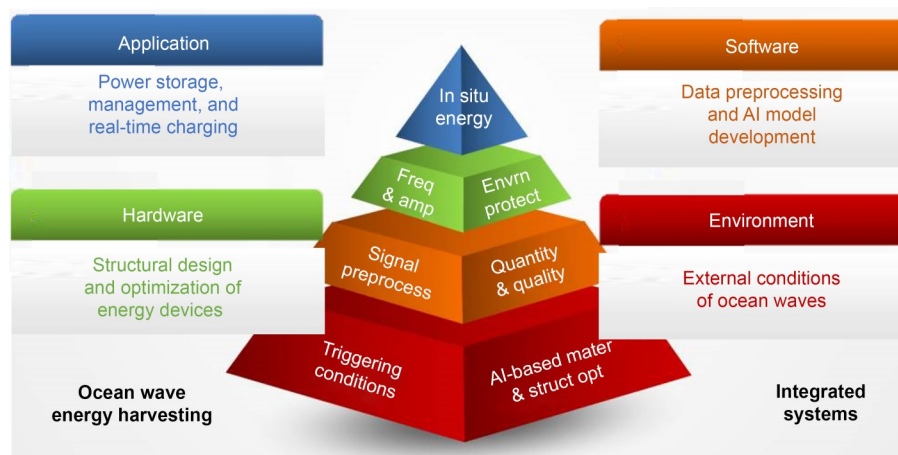 Application
Power storage,
management, and
real-time charging
Software
Data preprocessing
and AI model
development
Hardware
Structural design
and optimization of
energy devices
Environment
External conditions
of ocean waves
In situ
energy
Freq
& amp
Envrn
protect
Signal
preprocess
Quantity
& quality
Triggering
conditions
AI-based mater
& struct opt
Ocean wave
energy harvesting
Integrated
systems